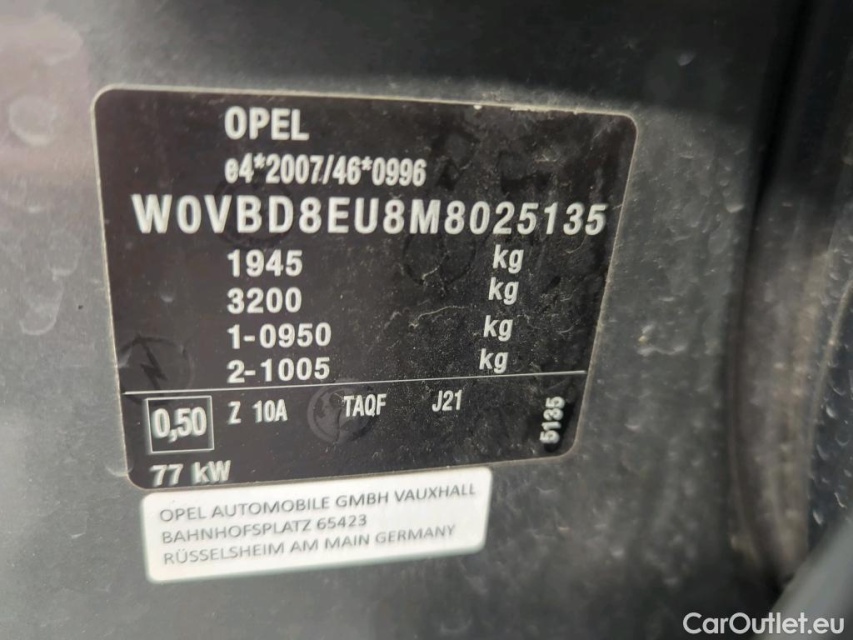 OPEL
e4*2007/46*0996
W0VBD8EU8M8025135
1945 kg
3200 kg
1-0950 kg
2-1005 kg
0,50 Z 10A TAQF J21 5135
77 kW
OPEL AUTOMOBILE GMBH VAUXHALL
BAHNHOFSPLATZ 65423
RÜSSELSHEIM AM MAIN GERMANY
CarOutlet.eu